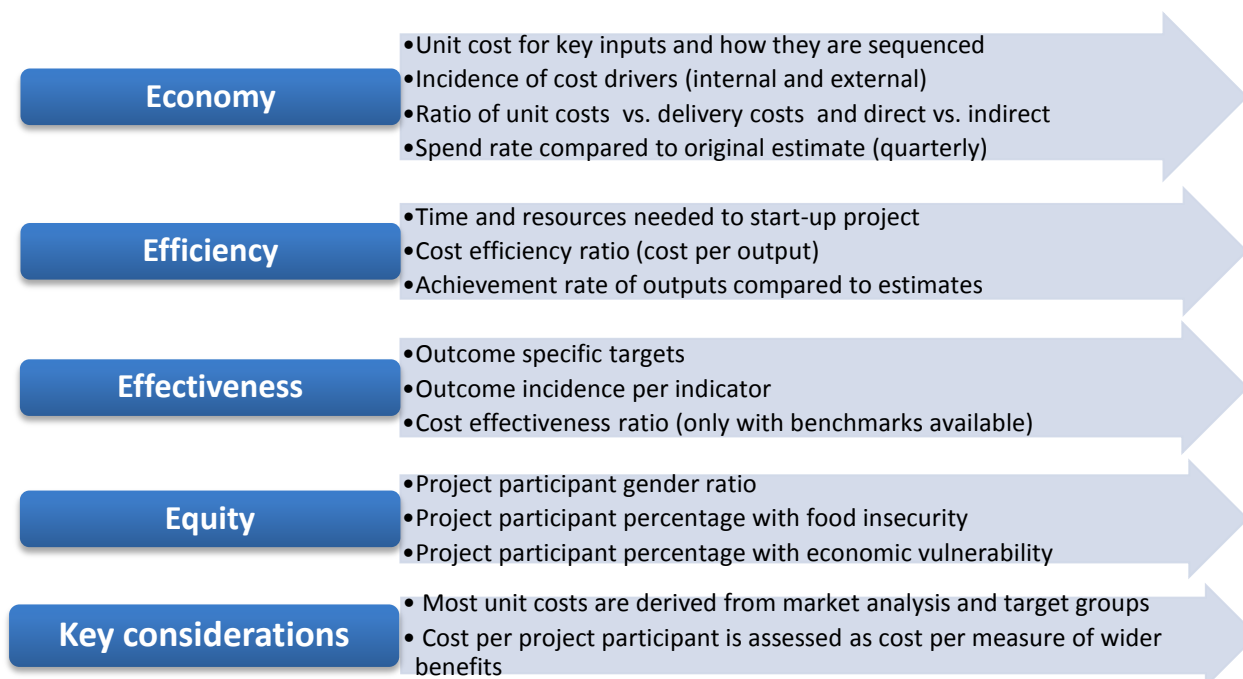 Economy
•Unit cost for key inputs and how they are sequenced
•Incidence of cost drivers (internal and external)
•Ratio of unit costs vs. delivery costs and direct vs. indirect
•Spend rate compared to original estimate (quarterly)
Efficiency
•Time and resources needed to start-up project
•Cost efficiency ratio (cost per output)
•Achievement rate of outputs compared to estimates
Effectiveness
•Outcome specific targets
•Outcome incidence per indicator
•Cost effectiveness ratio (only with benchmarks available)
Equity
•Project participant gender ratio
•Project participant percentage with food insecurity
•Project participant percentage with economic vulnerability
Key considerations
• Most unit costs are derived from market analysis and target groups
• Cost per project participant is assessed as cost per measure of wider
benefits